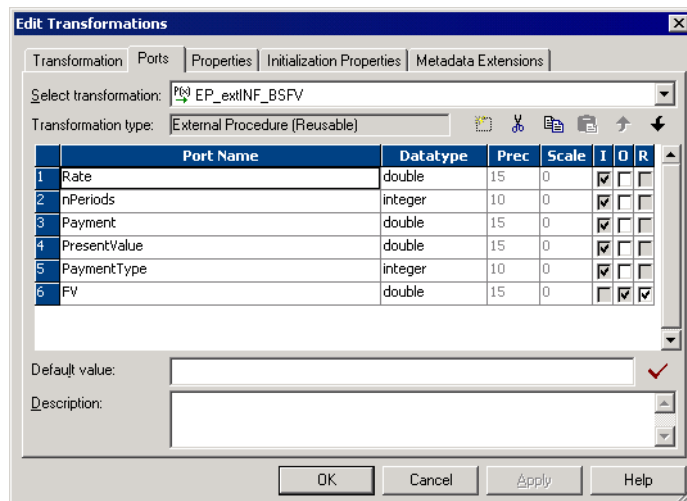 Edit Transformations
Transformation Ports Properties Initialization Properties Metadata Extensions
Select transformation: P(x) EP_extINF_BSFV
Transformation type: External Procedure (Reusable)
Port Name Datatype Prec Scale I O R
1 Rate double 15 0
2 nPeriods integer 10 0
3 Payment double 15 0
4 PresentValue double 15 0
5 PaymentType integer 10 0
6 FV double 15 0
Default value:
Description:
OK Cancel Apply Help